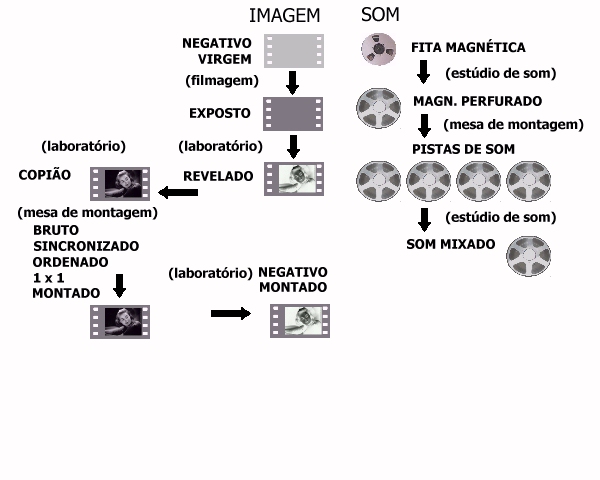 IMAGEM
NEGATIVO
VIRGEM
(filmagem)
EXPOSTO
(laboratório)
REVELADO
(laboratório)
COPIÃO
(mesa de montagem)
BRUTO
SINCRONIZADO
ORDENADO
1 x 1
MONTADO
(laboratório) NEGATIVO
MONTADO
SOM
FITA MAGNÉTICA
(estúdio de som)
MAGN. PERFURADO
(mesa de montagem)
PISTAS DE SOM
(estúdio de som)
SOM MIXADO